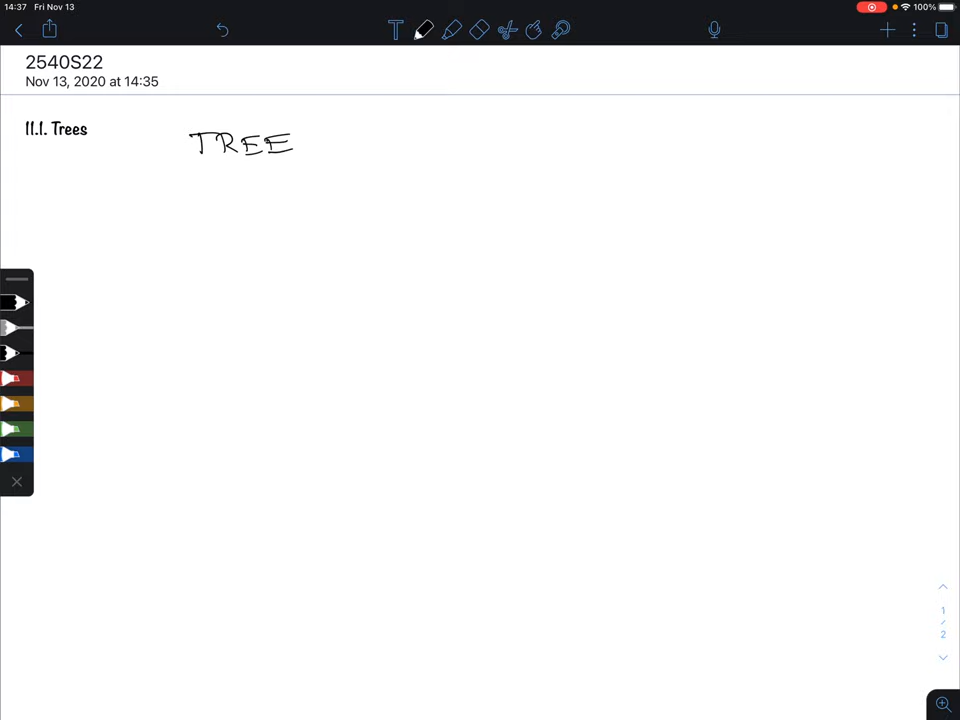 14:37 Fri Nov 13
100%
2540S22
Nov 13, 2020 at 14:35
11.1. Trees
TREE
1
/
2